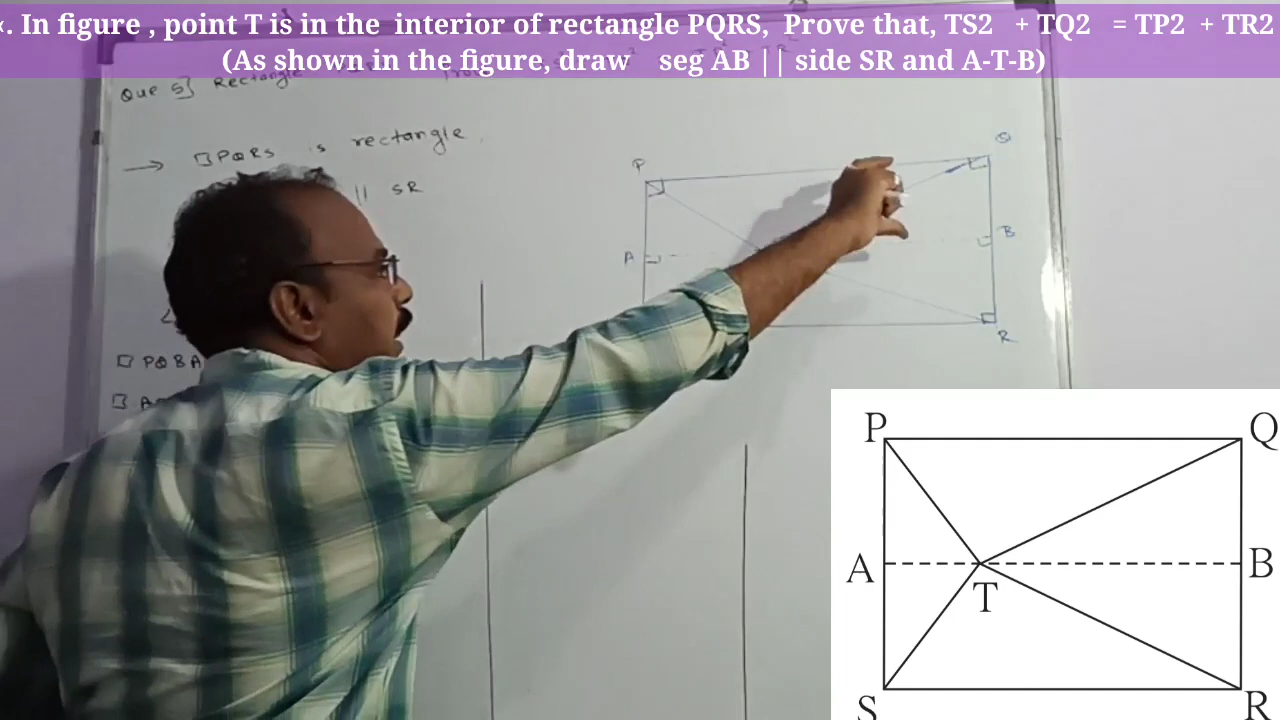 «. In figure , point T is in the interior of rectangle PQRS, Prove that, TS2 + TQ2 = TP2 + TR2
(As shown in the figure, draw seg AB || side SR and A-T-B)
Que 5] Rectangle
→ □PQRS is rectangle.
|| SR
□ PQBA
P
Q
A
B
R
P
Q
A
B
T
S
R